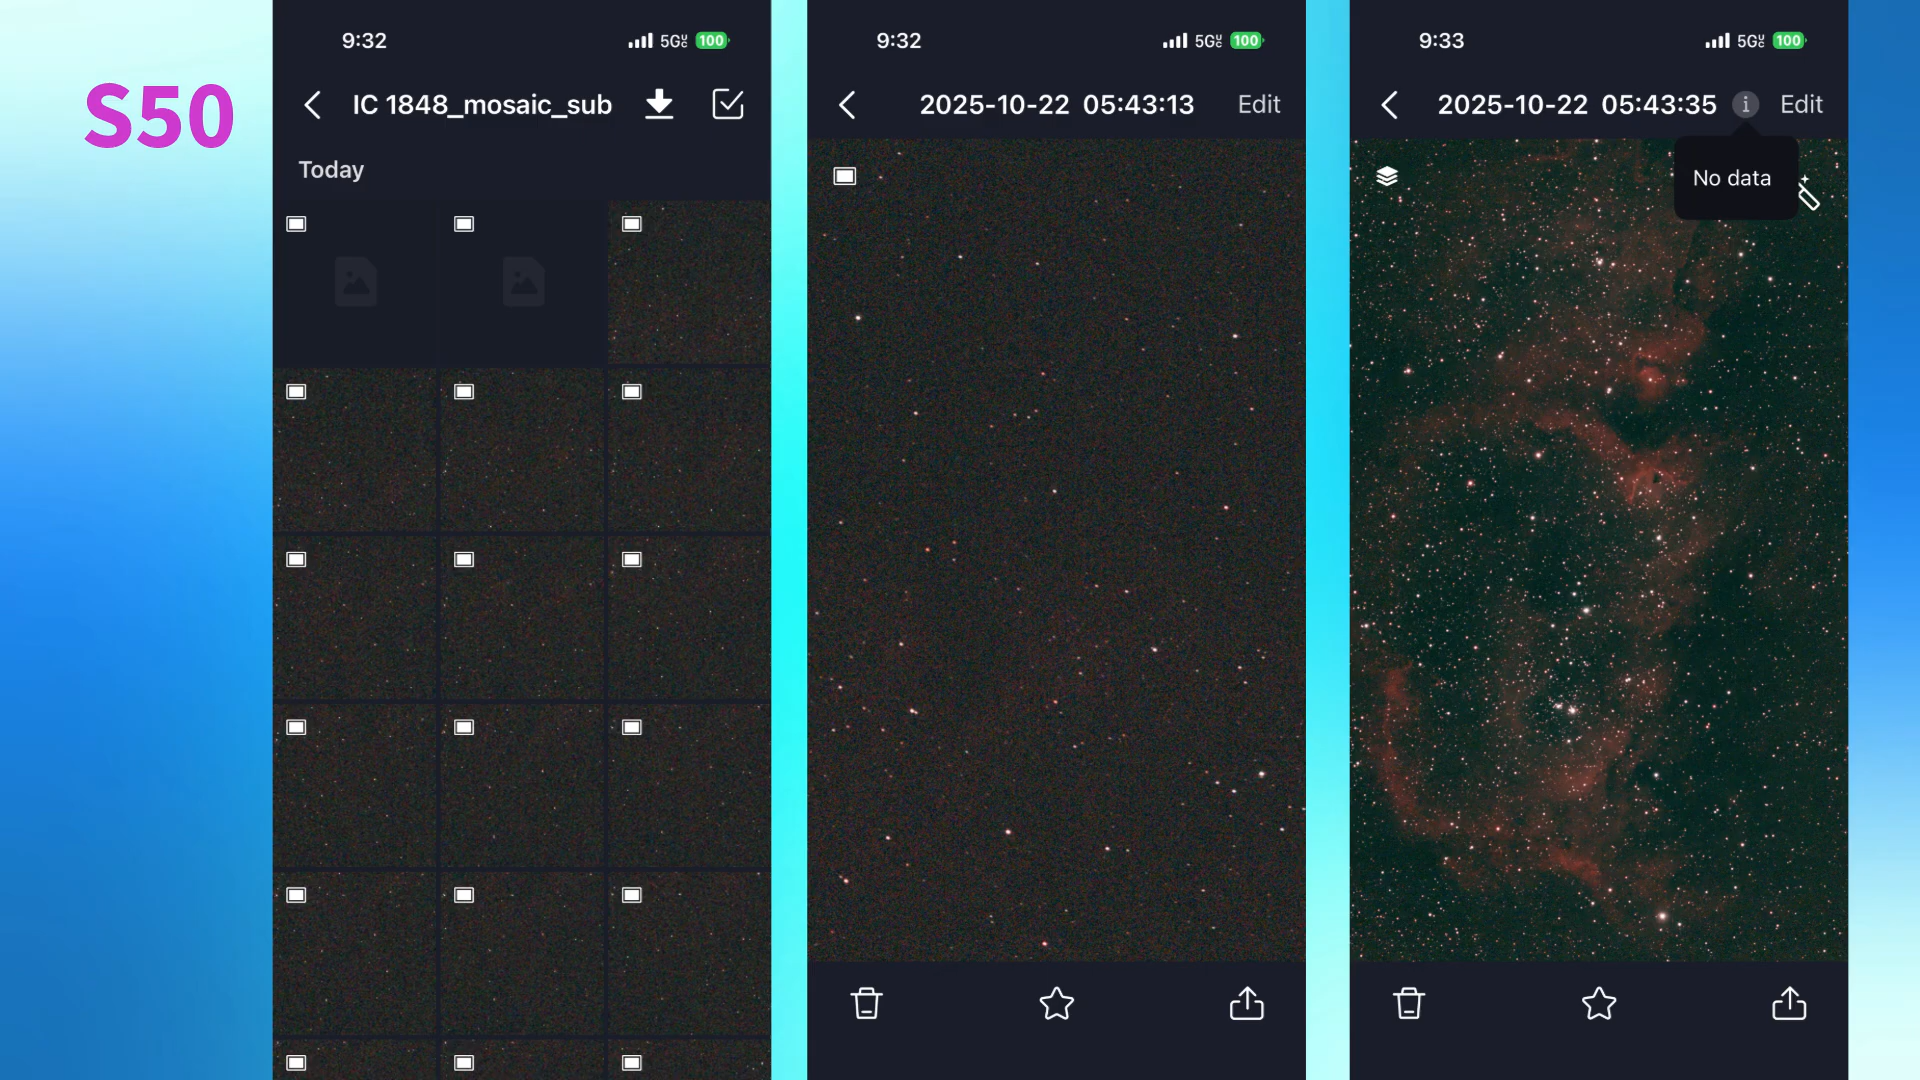 S50
9:32
5G 100
IC 1848_mosaic_sub
Today
9:32
5G 100
2025-10-22 05:43:13
Edit
9:33
5G 100
2025-10-22 05:43:35
i
Edit
No data